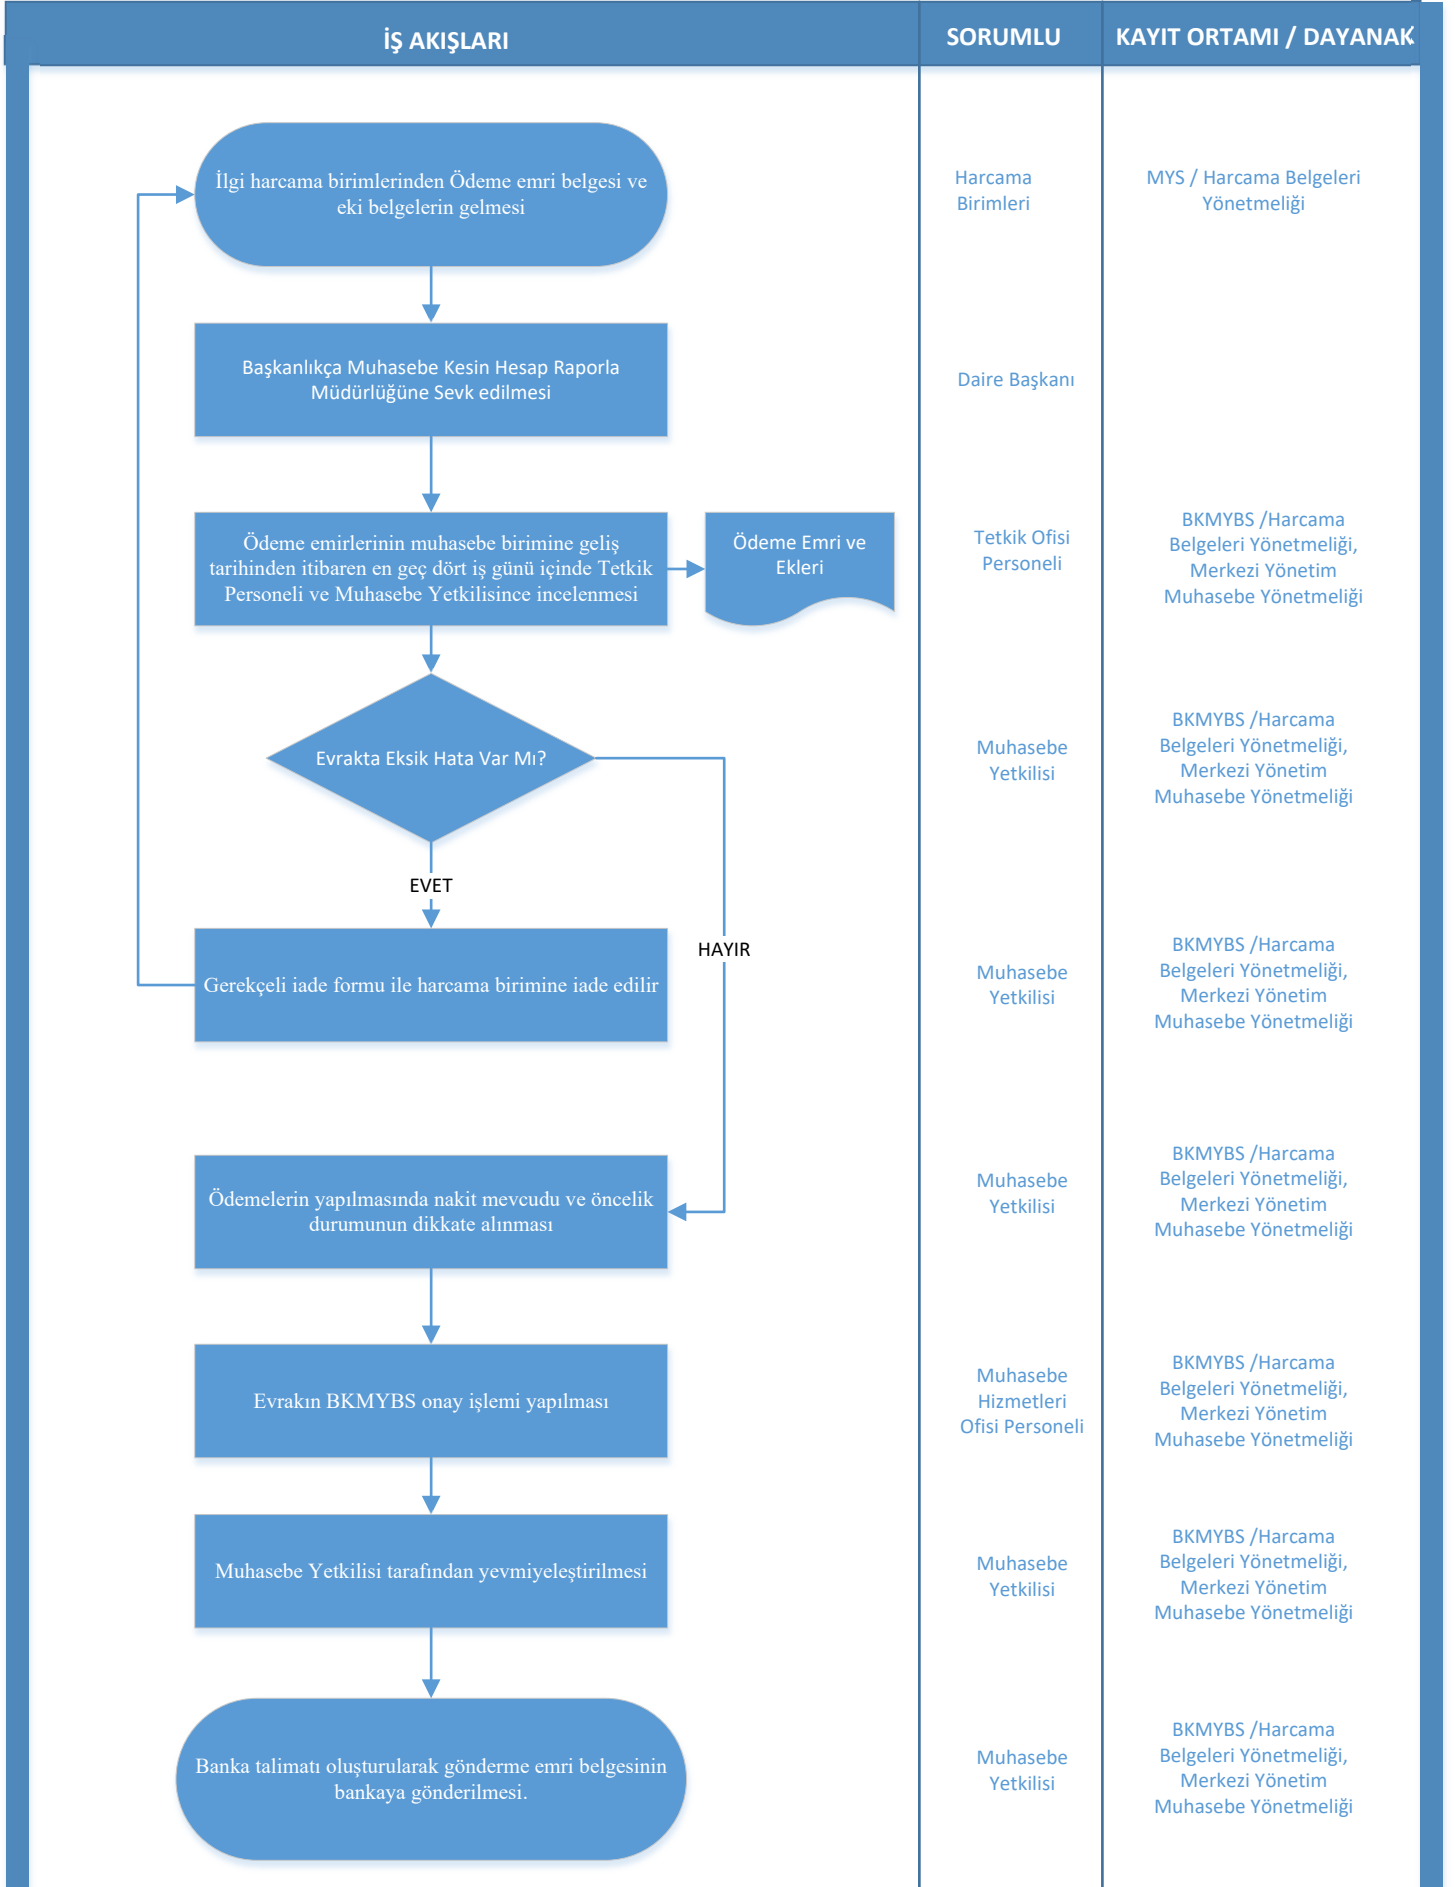 İŞ AKIŞLARI
SORUMLU
KAYIT ORTAMI / DAYANAK
İlgi harcama birimlerinden Ödeme emri belgesi ve
eki belgelerin gelmesi
Harcama
Birimleri
MYS / Harcama Belgeleri
Yönetmeliği
Başkanlıkça Muhasebe Kesin Hesap Raporla
Müdürlüğüne Sevk edilmesi
Daire Başkanı
Ödeme emirlerinin muhasebe birimine geliş
tarihinden itibaren en geç dört iş günü içinde Tetkik
Personeli ve Muhasebe Yetkilisince incelenmesi
Ödeme Emri ve
Ekleri
Tetkik Ofisi
Personeli
BKMYBS /Harcama
Belgeleri Yönetmeliği,
Merkezi Yönetim
Muhasebe Yönetmeliği
Evrakta Eksik Hata Var Mı?
Muhasebe
Yetkilisi
BKMYBS /Harcama
Belgeleri Yönetmeliği,
Merkezi Yönetim
Muhasebe Yönetmeliği
EVET
HAYIR
Gerekçeli iade formu ile harcama birimine iade edilir
Muhasebe
Yetkilisi
BKMYBS /Harcama
Belgeleri Yönetmeliği,
Merkezi Yönetim
Muhasebe Yönetmeliği
Ödemelerin yapılmasında nakit mevcudu ve öncelik
durumunun dikkate alınması
Muhasebe
Yetkilisi
BKMYBS /Harcama
Belgeleri Yönetmeliği,
Merkezi Yönetim
Muhasebe Yönetmeliği
Evrakın BKMYBS onay işlemi yapılması
Muhasebe
Hizmetleri
Ofisi Personeli
BKMYBS /Harcama
Belgeleri Yönetmeliği,
Merkezi Yönetim
Muhasebe Yönetmeliği
Muhasebe Yetkilisi tarafından yevmiyeleştirilmesi
Muhasebe
Yetkilisi
BKMYBS /Harcama
Belgeleri Yönetmeliği,
Merkezi Yönetim
Muhasebe Yönetmeliği
Banka talimatı oluşturularak gönderme emri belgesinin
bankaya gönderilmesi.
Muhasebe
Yetkilisi
BKMYBS /Harcama
Belgeleri Yönetmeliği,
Merkezi Yönetim
Muhasebe Yönetmeliği